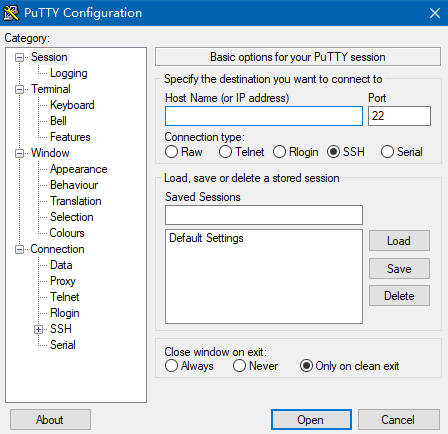 PuTTY Configuration
Category:
Session
Logging
Terminal
Keyboard
Bell
Features
Window
Appearance
Behaviour
Translation
Selection
Colours
Connection
Data
Proxy
Telnet
Rlogin
SSH
Serial
Basic options for your PuTTY session
Specify the destination you want to connect to
Host Name (or IP address) Port
22
Connection type:
Raw Telnet Rlogin SSH Serial
Load, save or delete a stored session
Saved Sessions
Default Settings
Load
Save
Delete
Close window on exit:
Always Never Only on clean exit
About Open Cancel